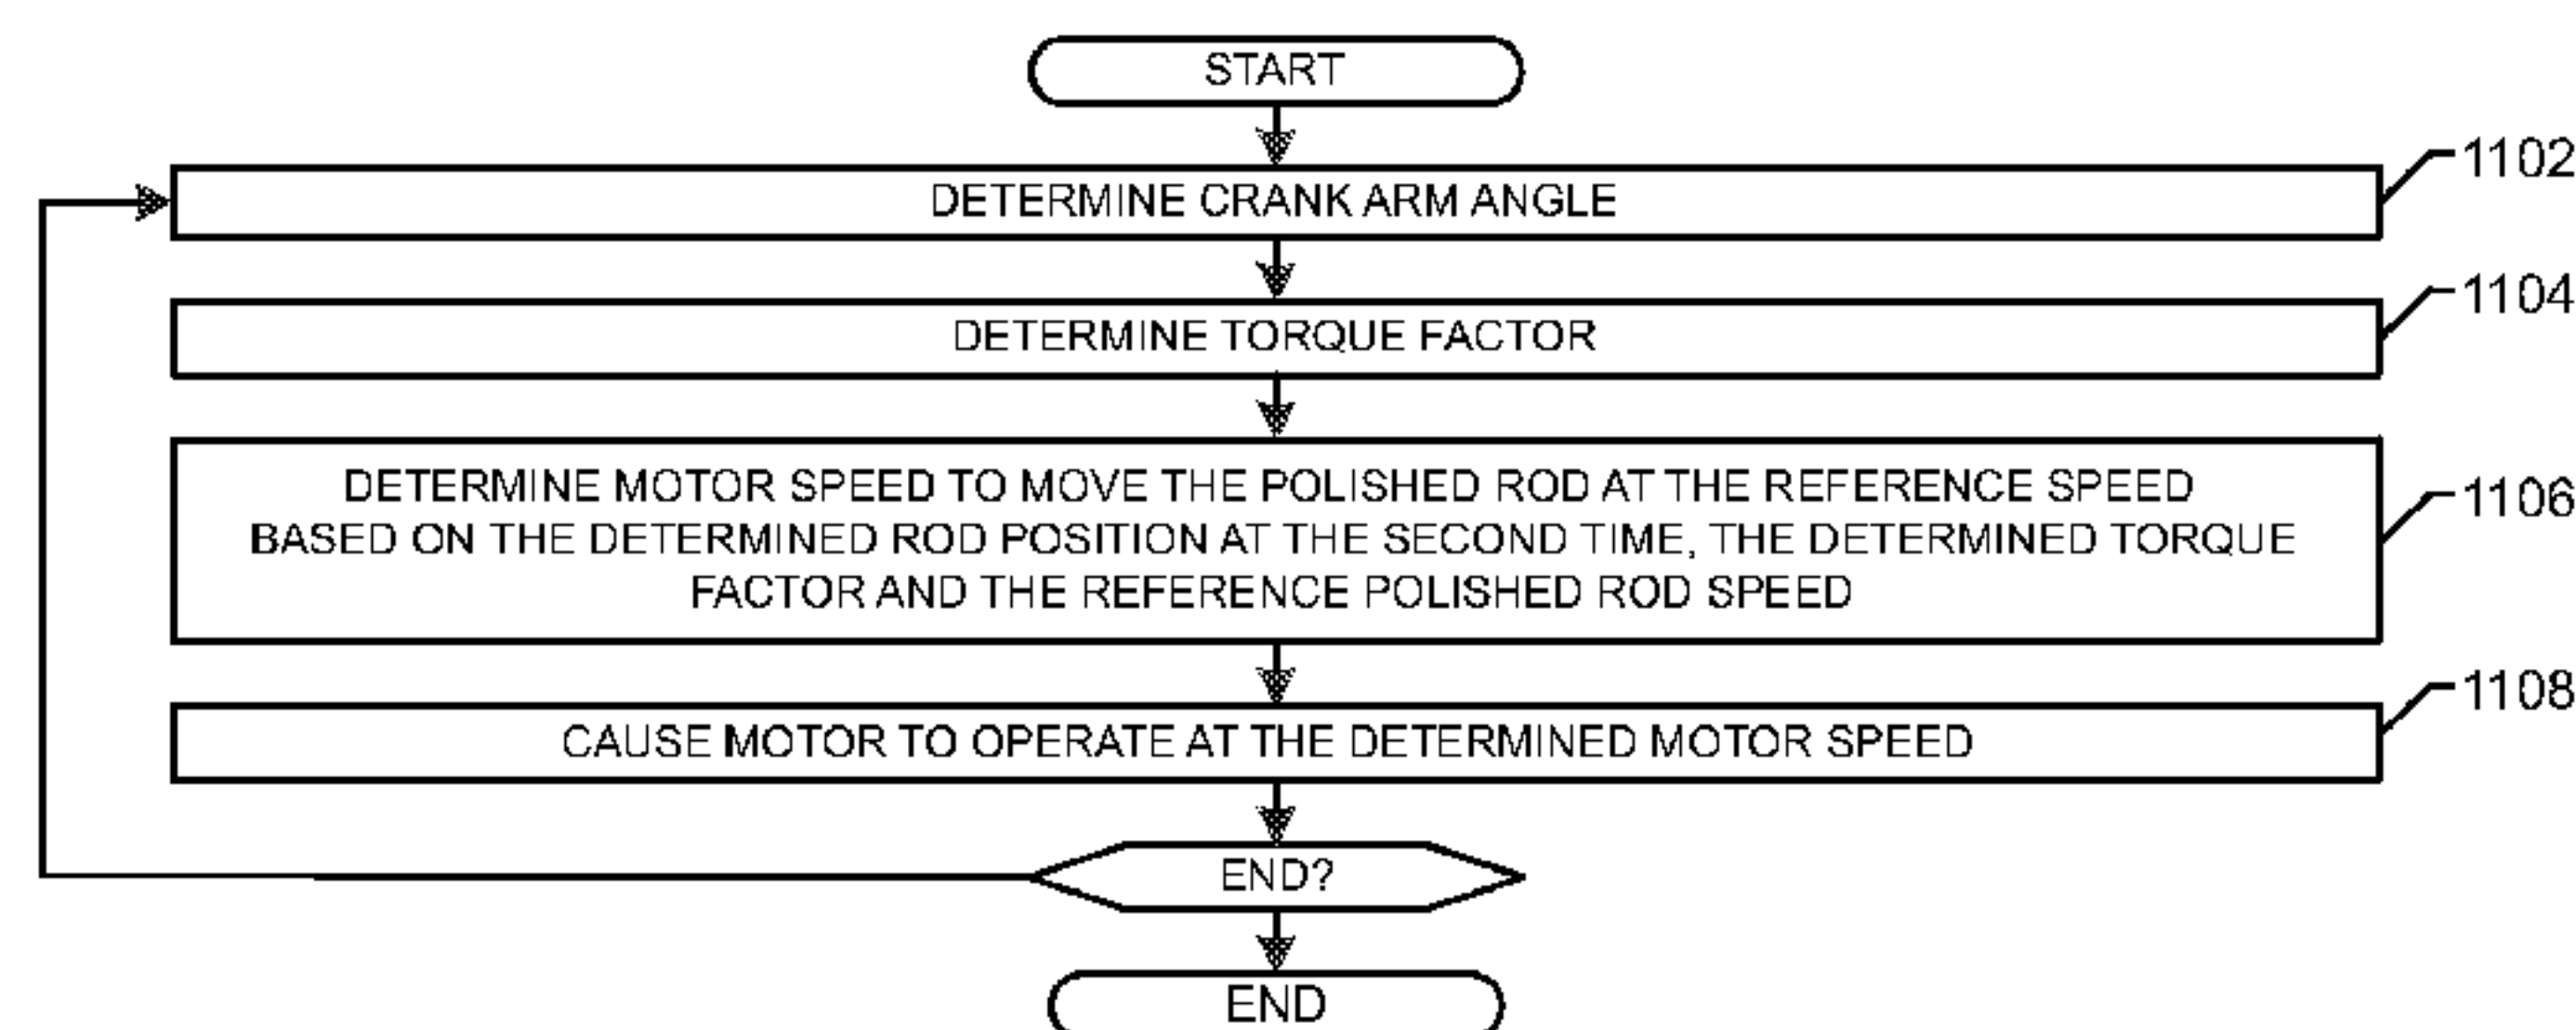 START
DETERMINE CRANK ARM ANGLE
1102
DETERMINE TORQUE FACTOR
1104
DETERMINE MOTOR SPEED TO MOVE THE POLISHED ROD AT THE REFERENCE SPEED
BASED ON THE DETERMINED ROD POSITION AT THE SECOND TIME, THE DETERMINED TORQUE
FACTOR AND THE REFERENCE POLISHED ROD SPEED
1106
CAUSE MOTOR TO OPERATE AT THE DETERMINED MOTOR SPEED
1108
END?
END